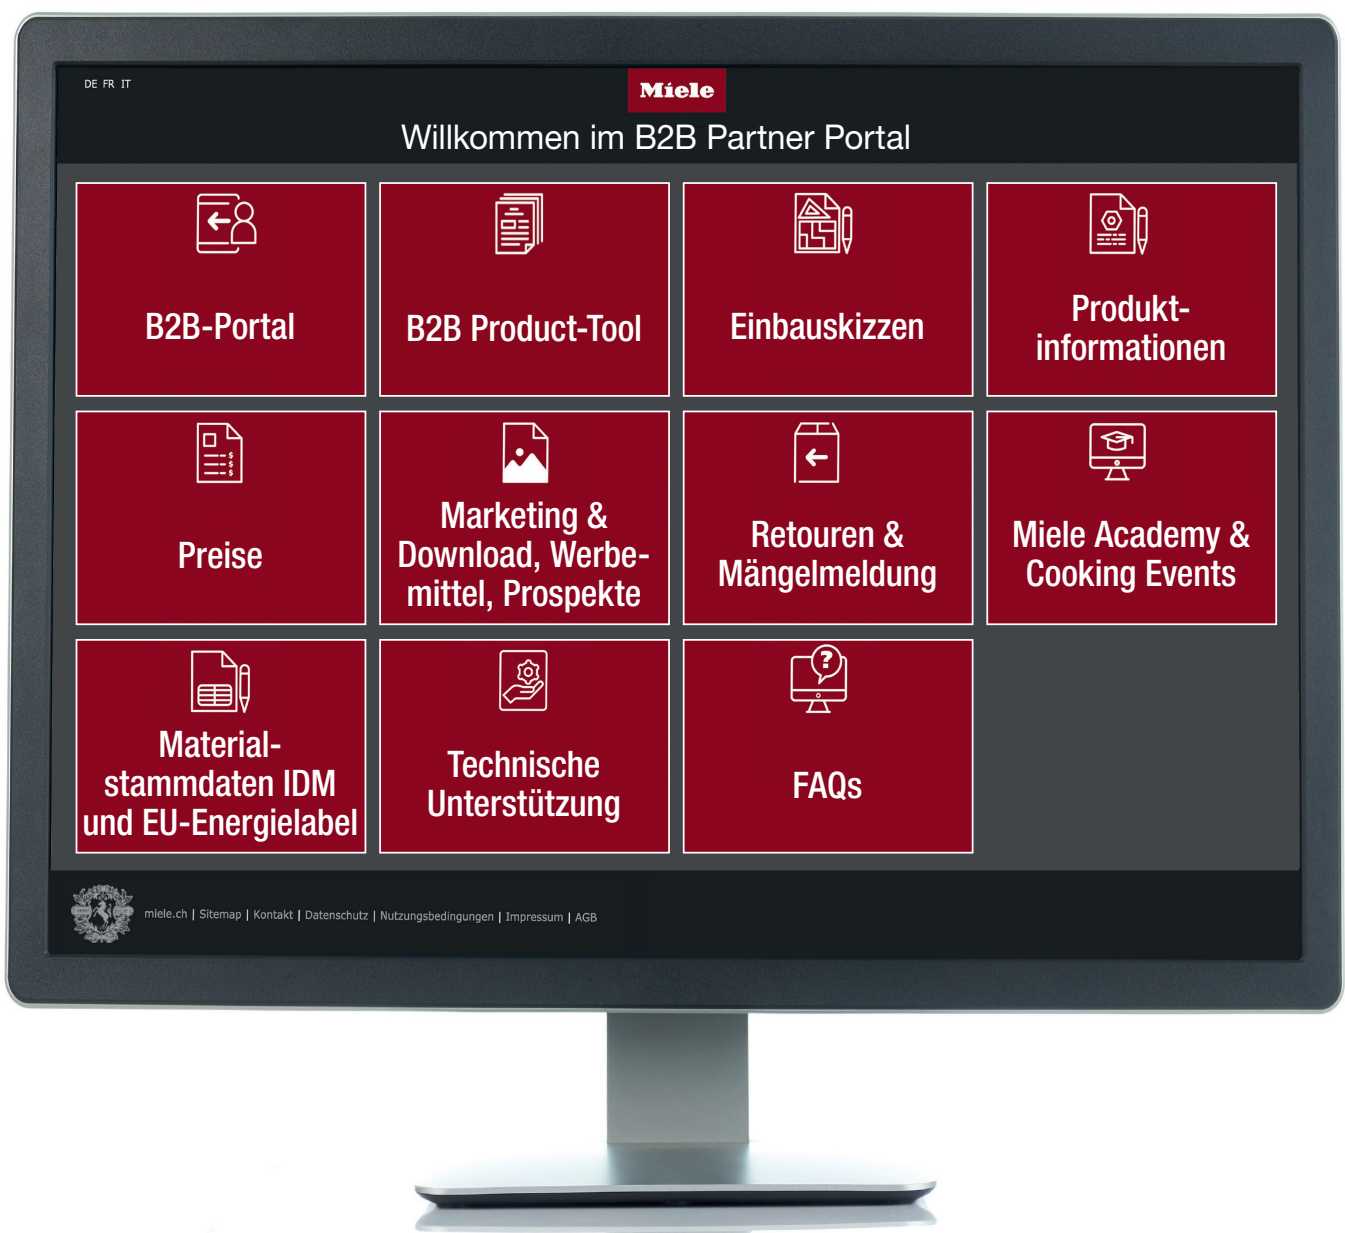 DE FR IT
Miele
Willkommen im B2B Partner Portal
B2B-Portal
B2B Product-Tool
Einbauskizzen
Produkt-
informationen
Preise
Marketing &
Download, Werbe-
mittel, Prospekte
Retouren &
Mängelmeldung
Miele Academy &
Cooking Events
Material-
stammdaten IDM
und EU-Energielabel
Technische
Unterstützung
FAQs
miele.ch | Sitemap | Kontakt | Datenschutz | Nutzungsbedingungen | Impressum | AGB